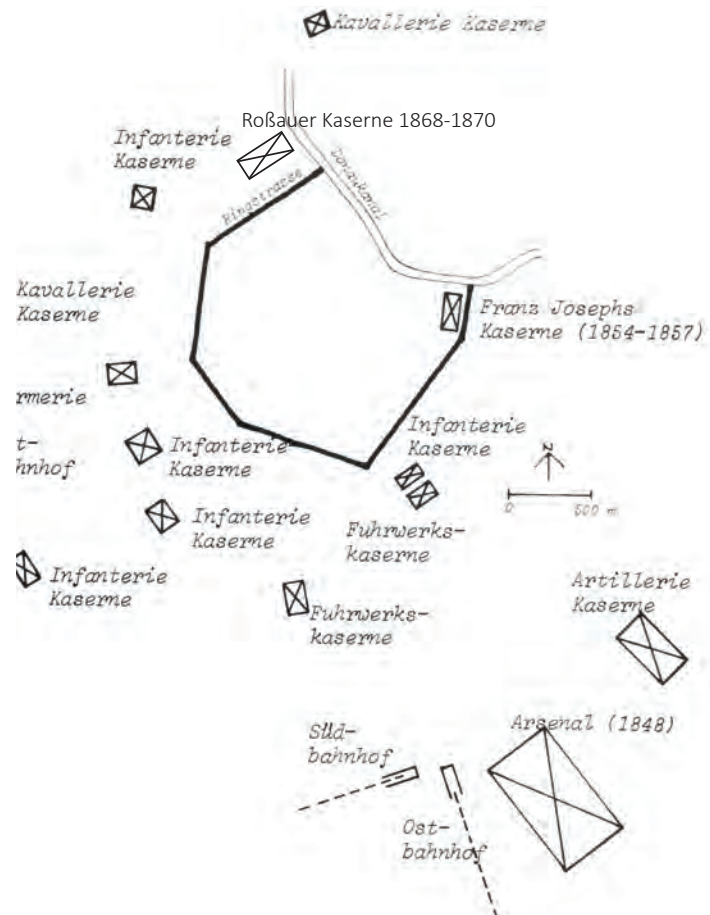 Kavallerie Kaserne
Roßauer Kaserne 1868-1870
Infanterie
Kaserne
Ringstrasse
Donaukanal
Kavallerie
Kaserne
Franz Josephs
Kaserne (1854-1857)
rmerie
Infanterie
Kaserne
t-
hnhof
Infanterie
Kaserne
N
0 500 m
Infanterie
Kaserne
Fuhrwerks-
kaserne
Infanterie
Kaserne
Artillerie
Kaserne
Fuhrwerks-
kaserne
Arsenal (1848)
Süd-
bahnhof
Ost-
bahnhof